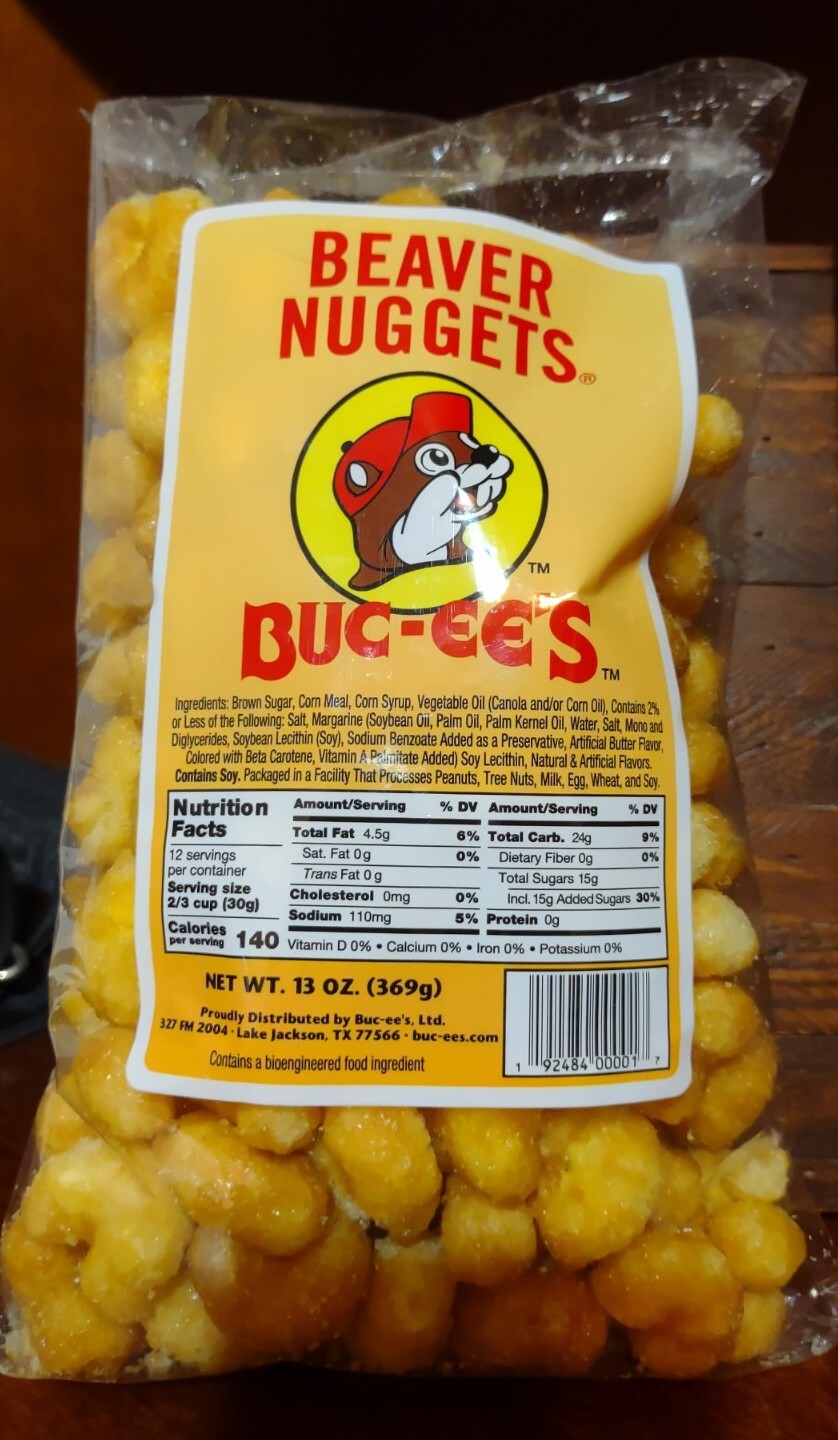 BEAVER
NUGGETS®
TM
BUC-EE'S TM
Ingredients: Brown Sugar, Corn Meal, Corn Syrup, Vegetable Oil (Canola and/or Corn Oil), Contains 2%
or Less of the Following: Salt, Margarine (Soybean Oil, Palm Oil, Palm Kernel Oil, Water, Salt, Mono and
Diglycerides, Soybean Lecithin (Soy), Sodium Benzoate Added as a Preservative, Artificial Butter Flavor,
Colored with Beta Carotene, Vitamin A Palmitate Added) Soy Lecithin, Natural & Artificial Flavors.
Contains Soy. Packaged in a Facility That Processes Peanuts, Tree Nuts, Milk, Egg, Wheat, and Soy.
Nutrition
Facts
12 servings
per container
Serving size
2/3 cup (30g)
Calories
per serving 140
Amount/Serving % DV
Total Fat 4.5g 6%
Sat. Fat 0g 0%
Trans Fat 0 g
Cholesterol 0mg 0%
Sodium 110mg 5%
Amount/Serving % DV
Total Carb. 24g 9%
Dietary Fiber 0g 0%
Total Sugars 15g
Incl. 15g Added Sugars 30%
Protein 0g
Vitamin D 0% • Calcium 0% • Iron 0% • Potassium 0%
NET WT. 13 OZ. (369g)
Proudly Distributed by Buc-ee's, Ltd.
327 FM 2004 · Lake Jackson, TX 77566 · buc-ees.com
Contains a bioengineered food ingredient
1 92484 00001 7